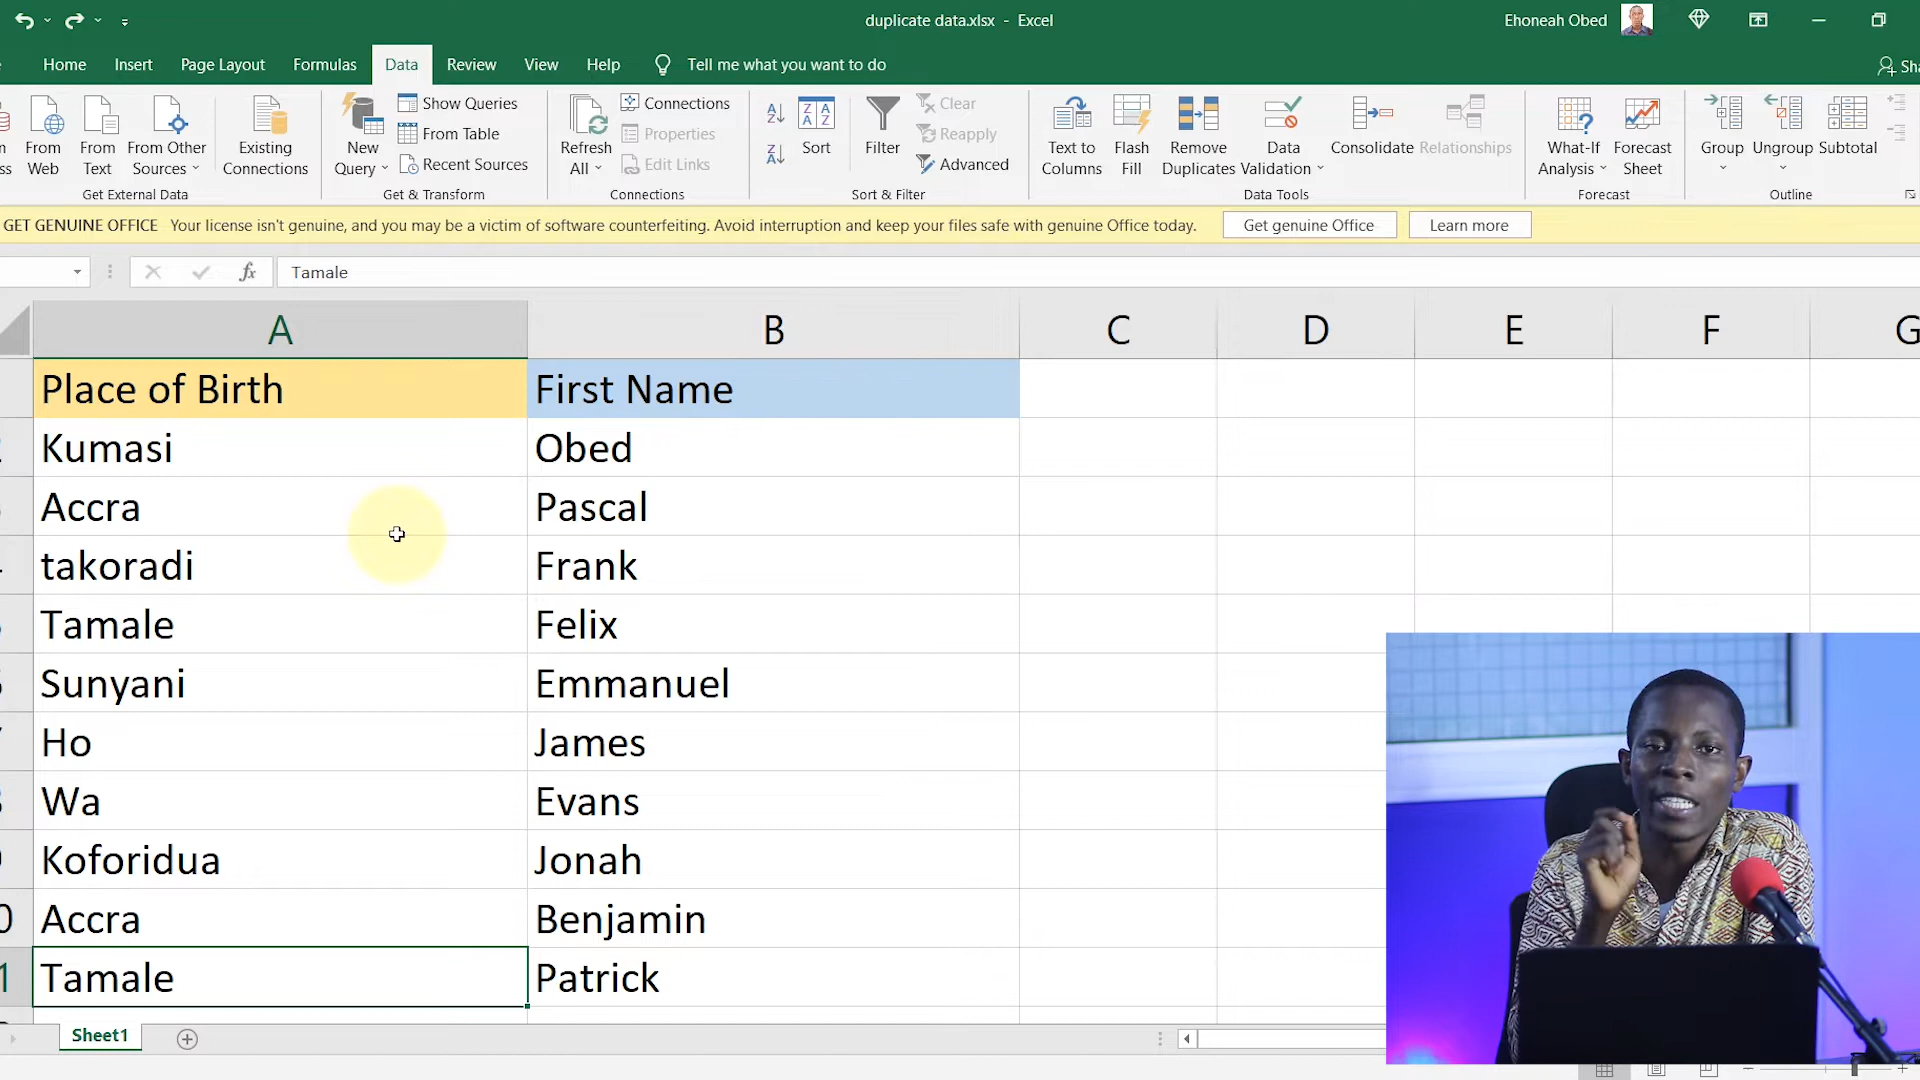 duplicate data.xlsx - Excel
Ehoneah Obed
Home Insert Page Layout Formulas Data Review View Help Tell me what you want to do
From Web
From Text
From Other Sources
Existing Connections
Get External Data
New Query
Show Queries
From Table
Recent Sources
Get & Transform
Refresh All
Connections
Properties
Edit Links
Connections
Sort
Filter
Clear
Reapply
Advanced
Sort & Filter
Text to Columns
Flash Fill
Remove Duplicates
Data Validation
Consolidate
Relationships
Data Tools
What-If Analysis
Forecast Sheet
Forecast
Group
Ungroup
Subtotal
Outline
GET GENUINE OFFICE Your license isn't genuine, and you may be a victim of software counterfeiting. Avoid interruption and keep your files safe with genuine Office today. Get genuine Office Learn more
fx Tamale
A B C D E F G
Place of Birth First Name
Kumasi Obed
Accra Pascal
takoradi Frank
Tamale Felix
Sunyani Emmanuel
Ho James
Wa Evans
Koforidua Jonah
Accra Benjamin
Tamale Patrick
Sheet1